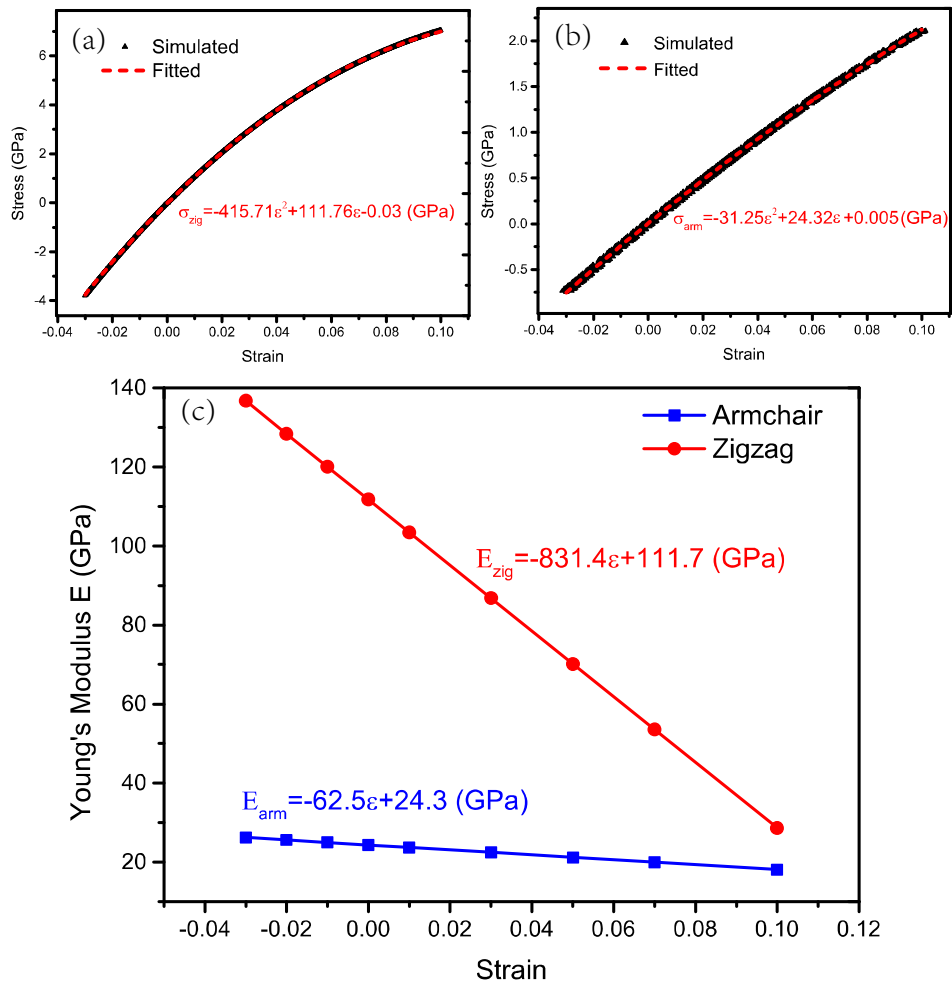 (a)
Simulated
Fitted
Stress (GPa)
6
4
2
0
-2
-4
σzig=-415.71ε²+111.76ε-0.03 (GPa)
-0.04 -0.02 0.00 0.02 0.04 0.06 0.08 0.10
Strain
(b)
Simulated
Fitted
Stress (GPa)
2.0
1.5
1.0
0.5
0.0
-0.5
σarm=-31.25ε²+24.32ε+0.005(GPa)
-0.04 -0.02 0.00 0.02 0.04 0.06 0.08 0.10
Strain
(c)
Armchair
Zigzag
Young's Modulus E (GPa)
140
120
100
80
60
40
20
Ezig=-831.4ε+111.7 (GPa)
Earm=-62.5ε+24.3 (GPa)
-0.04 -0.02 0.00 0.02 0.04 0.06 0.08 0.10 0.12
Strain